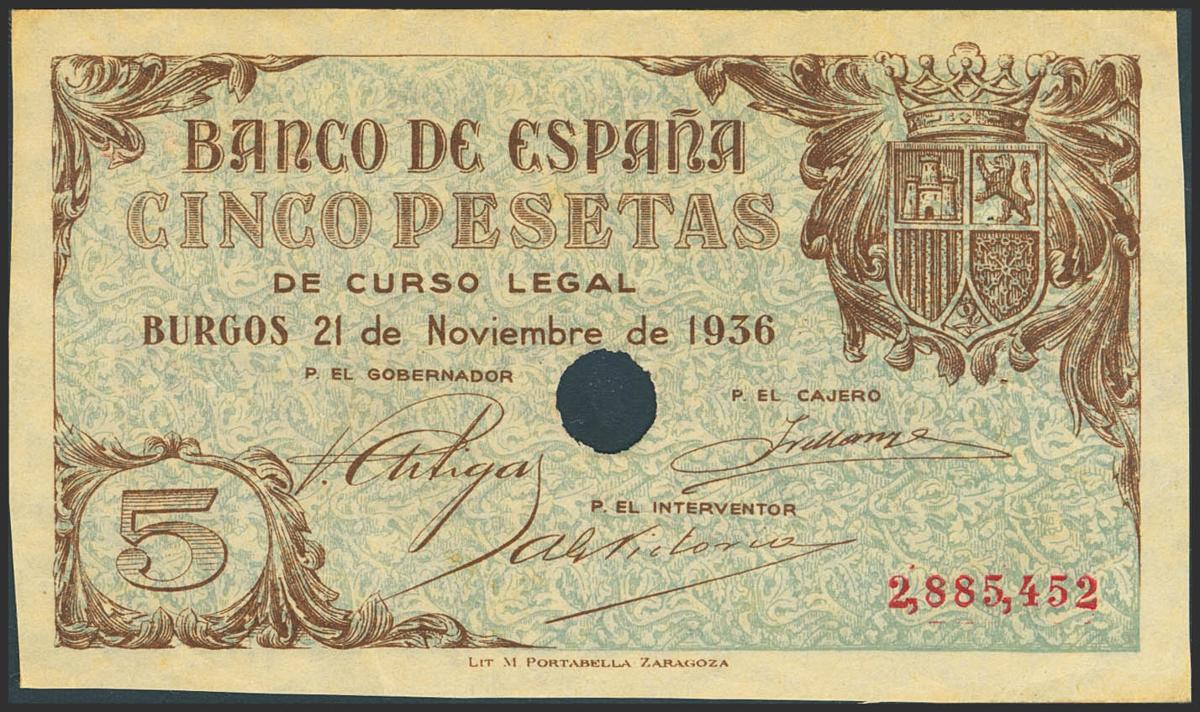 BANCO DE ESPAÑA
CINCO PESETAS
DE CURSO LEGAL
BURGOS 21 de Noviembre de 1936
P. EL GOBERNADOR
P. EL CAJERO
P. EL INTERVENTOR
5
2,885,452
LIT M PORTABELLA ZARAGOZA